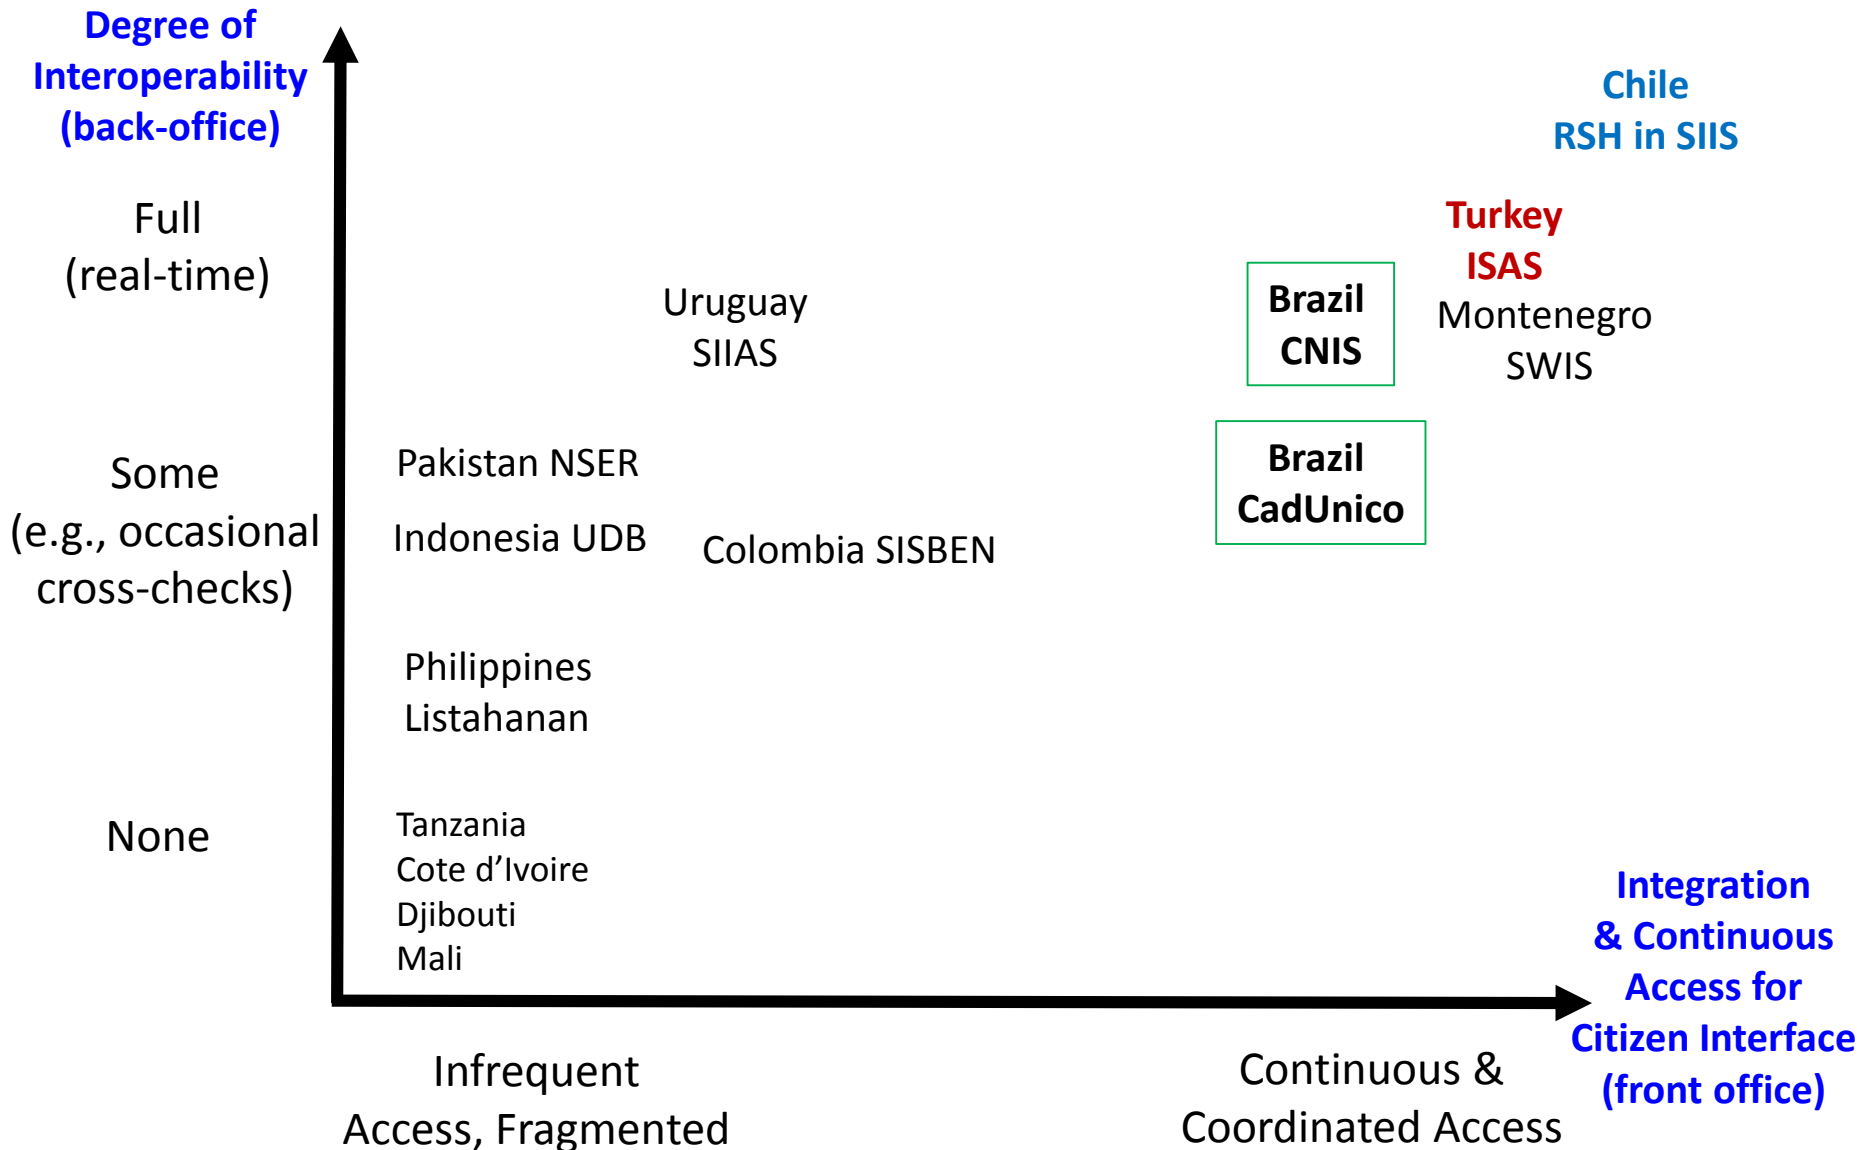 Degree of
Interoperability
(back-office)
Chile
RSH in SIIS
Full
(real-time)
Turkey
ISAS
Uruguay
SIIAS
Brazil
CNIS
Montenegro
SWIS
Some
(e.g., occasional
cross-checks)
Pakistan NSER
Indonesia UDB
Colombia SISBEN
Brazil
CadUnico
Philippines
Listahanan
None
Tanzania
Cote d’Ivoire
Djibouti
Mali
Integration
& Continuous
Access for
Citizen Interface
(front office)
Infrequent
Access, Fragmented
Continuous &
Coordinated Access